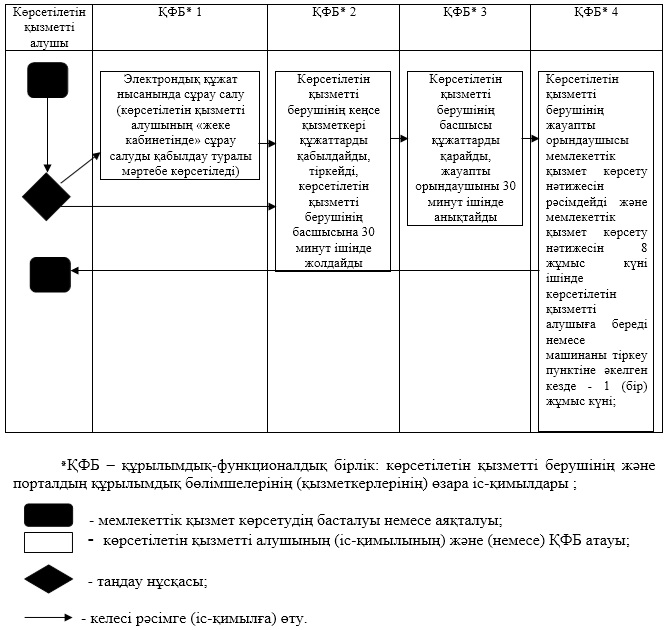 Көрсетілетін
қызметті
алушы
ҚФБ* 1
ҚФБ* 2
ҚФБ* 3
ҚФБ* 4
Электрондық құжат
нысанында сұрау салу
(көрсетілетін қызметті
алушының «жеке
кабинетінде» сұрау
салуды қабылдау туралы
мәртебе көрсетіледі)
Көрсетілетін
қызметті
берушінің кеңсе
қызметкері
құжаттарды
қабылдайды,
тіркейді,
көрсетілетін
қызметті
берушінің
басшысына 30
минут ішінде
жолдайды
Көрсетілетін
қызметті
берушінің
басшысы
құжаттарды
қарайды,
жауапты
орындаушыны 30
минут ішінде
анықтайды
Көрсетілетін
қызметті
берушінің
жауапты
орындаушысы
мемлекеттік
қызмет көрсету
нәтижесін
рәсімдейді және
мемлекеттік
қызмет көрсету
нәтижесін 8
жұмыс күні
ішінде
көрсетілетін
қызметті
алушыға береді
немесе
машинаны тіркеу
пунктіне әкелген
кезде - 1 (бір)
жұмыс күні;
*ҚФБ – құрылымдық-функционалдық бірлік: көрсетілетін қызметті берушінің және
порталдың құрылымдық бөлімшелерінің (қызметкерлерінің) өзара іс-қимылдары ;
- мемлекеттік қызмет көрсетудің басталуы немесе аяқталуы;
- көрсетілетін қызметті алушының (іс-қимылының) және (немесе) ҚФБ атауы;
- таңдау нұсқасы;
- келесі рәсімге (іс-қимылға) өту.